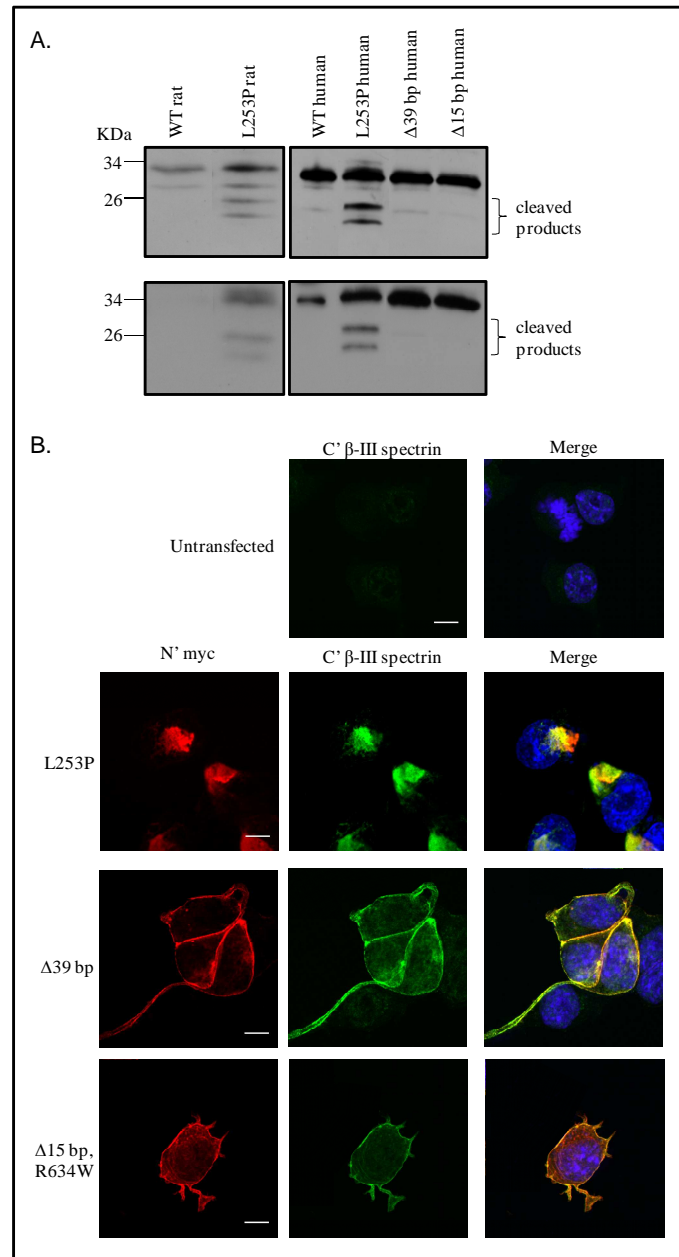 A.
WT rat
L253P rat
WT human
L253P human
Δ39 bp human
Δ15 bp human
KDa
34
26
cleaved
products
34
26
cleaved
products
B.
C’ β-III spectrin
Merge
Untransfected
N’ myc
C’ β-III spectrin
Merge
L253P
Δ39 bp
Δ15 bp,
R634W